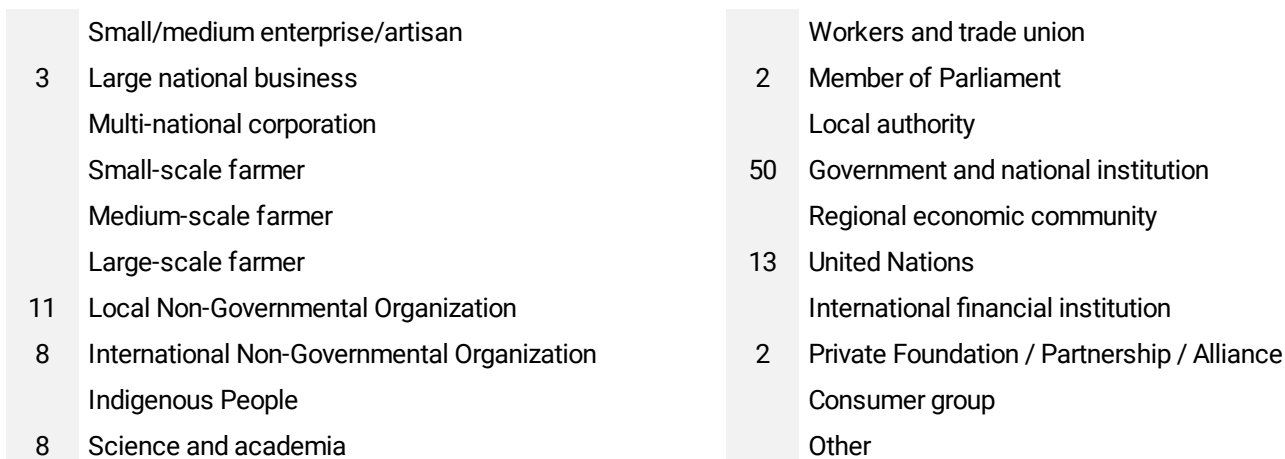 Small/medium enterprise/artisan
3 Large national business
Multi-national corporation
Small-scale farmer
Medium-scale farmer
Large-scale farmer
11 Local Non-Governmental Organization
8 International Non-Governmental Organization
Indigenous People
8 Science and academia
Workers and trade union
2 Member of Parliament
Local authority
50 Government and national institution
Regional economic community
13 United Nations
International financial institution
2 Private Foundation / Partnership / Alliance
Consumer group
Other